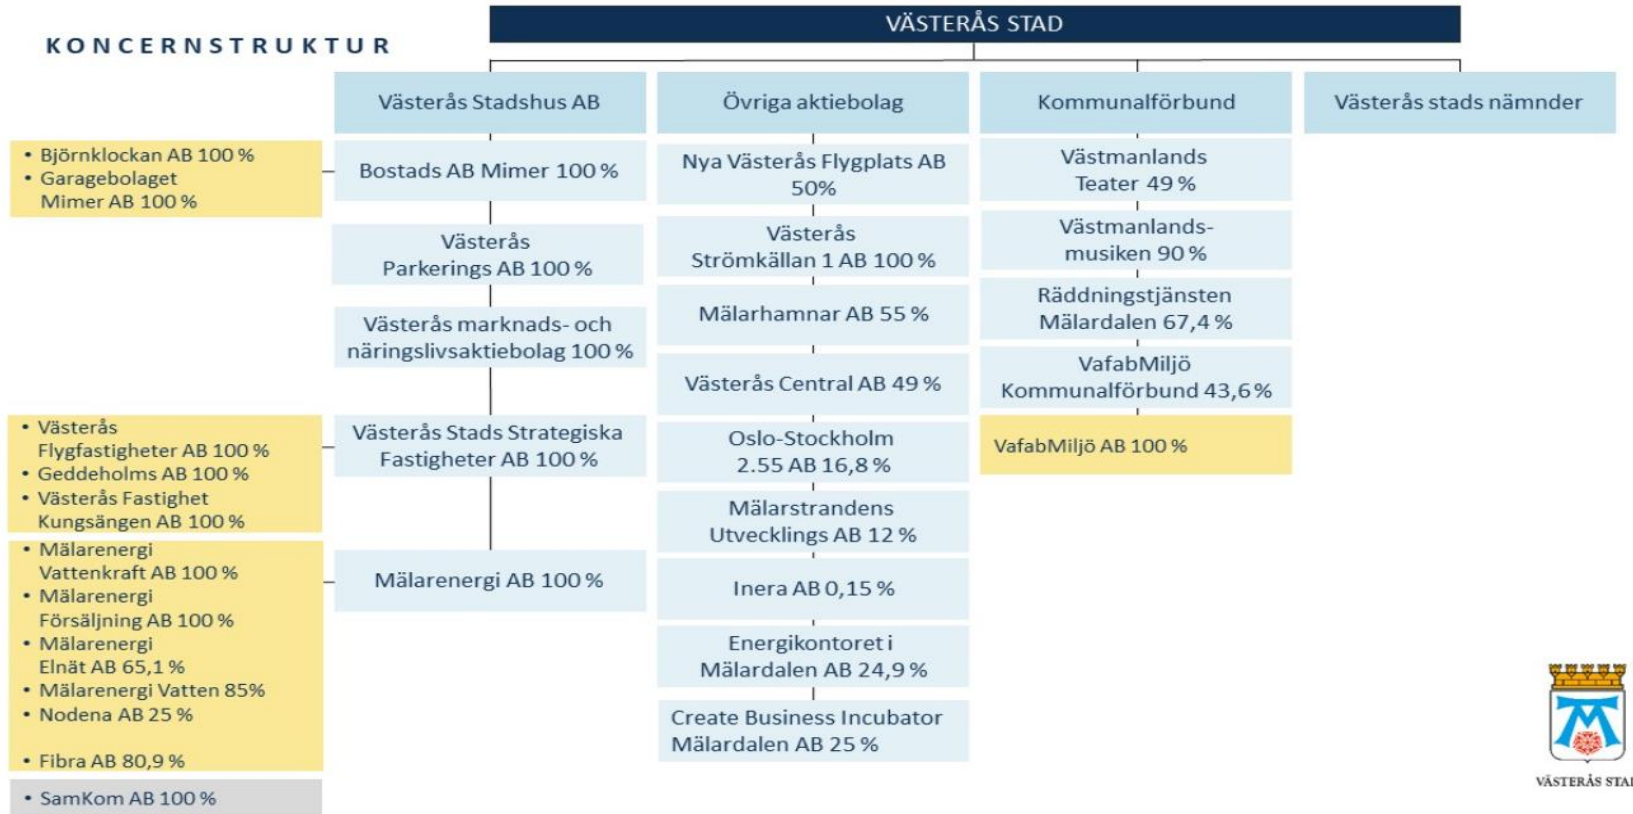 KONCERNSTRUKTUR
VÄSTERÅS STAD
Västerås Stadshus AB
Övriga aktiebolag
Kommunalförbund
Västerås stads nämnder
• Björnklockan AB 100 %
• Garagebolaget
Mimer AB 100 %
Bostads AB Mimer 100 %
Västerås
Parkerings AB 100 %
Västerås marknads- och
näringslivsaktiebolag 100 %
• Västerås
Flygfastigheter AB 100 %
• Geddeholms AB 100 %
• Västerås Fastighet
Kungsängen AB 100 %
Västerås Stads Strategiska
Fastigheter AB 100 %
• Mälarenergi
Vattenkraft AB 100 %
• Mälarenergi
Försäljning AB 100 %
• Mälarenergi
Elnät AB 65,1 %
• Mälarenergi Vatten 85%
• Nodena AB 25 %
• Fibra AB 80,9 %
• SamKom AB 100 %
Mälarenergi AB 100 %
Nya Västerås Flygplats AB
50%
Västerås
Strömkällan 1 AB 100 %
Mälarhamnar AB 55 %
Västerås Central AB 49 %
Oslo-Stockholm
2.55 AB 16,8 %
Mälarstrandens
Utvecklings AB 12 %
Inera AB 0,15 %
Energikontoret i
Mälardalen AB 24,9 %
Create Business Incubator
Mälardalen AB 25 %
Västmanlands
Teater 49 %
Västmanlands-
musiken 90 %
Räddningstjänsten
Mälardalen 67,4 %
VafabMiljö
Kommunalförbund 43,6 %
VafabMiljö AB 100 %
VÄSTERÅS STAD